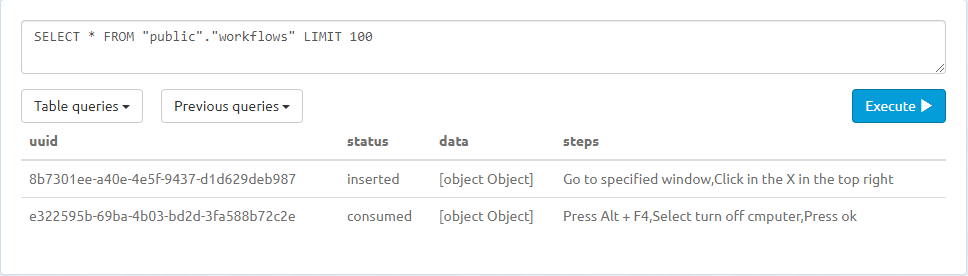 SELECT * FROM "public"."workflows" LIMIT 100
Table queries Previous queries Execute
uuid status data steps
8b7301ee-a40e-4e5f-9437-d1d629deb987 inserted [object Object] Go to specified window,Click in the X in the top right
e322595b-69ba-4b03-bd2d-3fa588b72c2e consumed [object Object] Press Alt + F4,Select turn off cmputer,Press ok